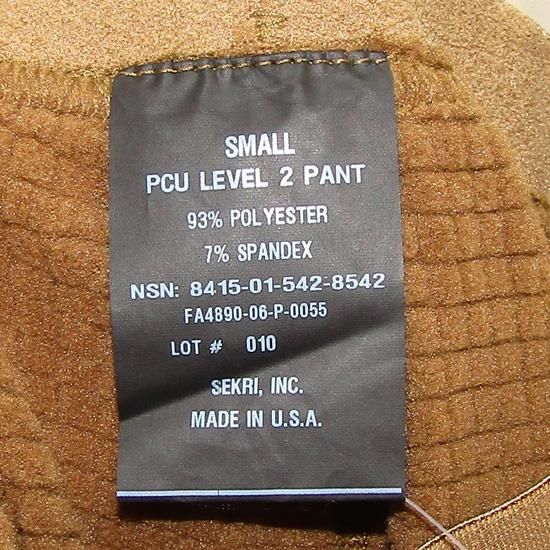 SMALL
PCU LEVEL 2 PANT
93% POLYESTER
7% SPANDEX
NSN: 8415-01-542-8542
FA4890-06-P-0055
LOT # 010
SEKRI, INC.
MADE IN U.S.A.